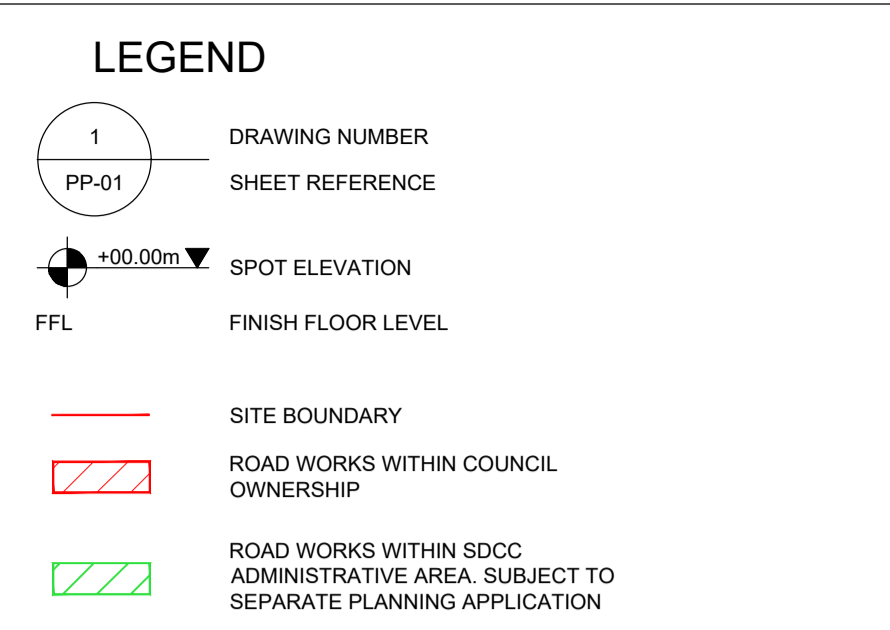 LEGEND
1
DRAWING NUMBER
PP-01
SHEET REFERENCE
+00.00m
SPOT ELEVATION
FFL
FINISH FLOOR LEVEL
SITE BOUNDARY
ROAD WORKS WITHIN COUNCIL
OWNERSHIP
ROAD WORKS WITHIN SDCC
ADMINISTRATIVE AREA. SUBJECT TO
SEPARATE PLANNING APPLICATION